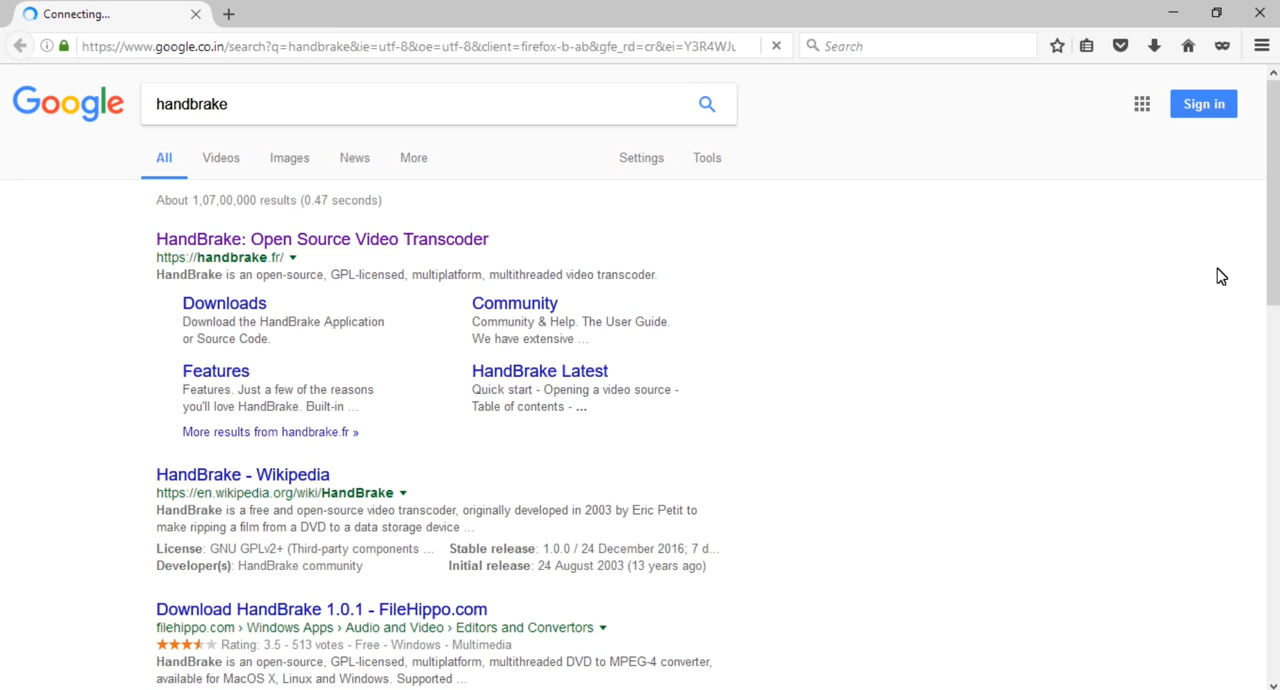 Connecting...
https://www.google.co.in/search?q=handbrake&ie=utf-8&oe=utf-8&client=firefox-b-ab&gfe_rd=cr&ei=Y3R4WJu
Search
Google
handbrake
Sign in
All Videos Images News More Settings Tools
About 1,07,00,000 results (0.47 seconds)
HandBrake: Open Source Video Transcoder
https://handbrake.fr/
HandBrake is an open-source, GPL-licensed, multiplatform, multithreaded video transcoder.
Downloads
Download the HandBrake Application
or Source Code.
Community
Community & Help. The User Guide.
We have extensive ...
Features
Features. Just a few of the reasons
you'll love HandBrake. Built-in ...
HandBrake Latest
Quick start - Opening a video source -
Table of contents - ...
More results from handbrake.fr »
HandBrake - Wikipedia
https://en.wikipedia.org/wiki/HandBrake
HandBrake is a free and open-source video transcoder, originally developed in 2003 by Eric Petit to
make ripping a film from a DVD to a data storage device ...
License: GNU GPLv2+ (Third-party components ... Stable release: 1.0.0 / 24 December 2016; 7 d...
Developer(s): HandBrake community Initial release: 24 August 2003 (13 years ago)
Download HandBrake 1.0.1 - FileHippo.com
filehippo.com › Windows Apps › Audio and Video › Editors and Convertors
Rating: 3.5 - 513 votes - Free - Windows - Multimedia
HandBrake is an open-source, GPL-licensed, multiplatform, multithreaded DVD to MPEG-4 converter,
available for MacOS X, Linux and Windows. Supported ...